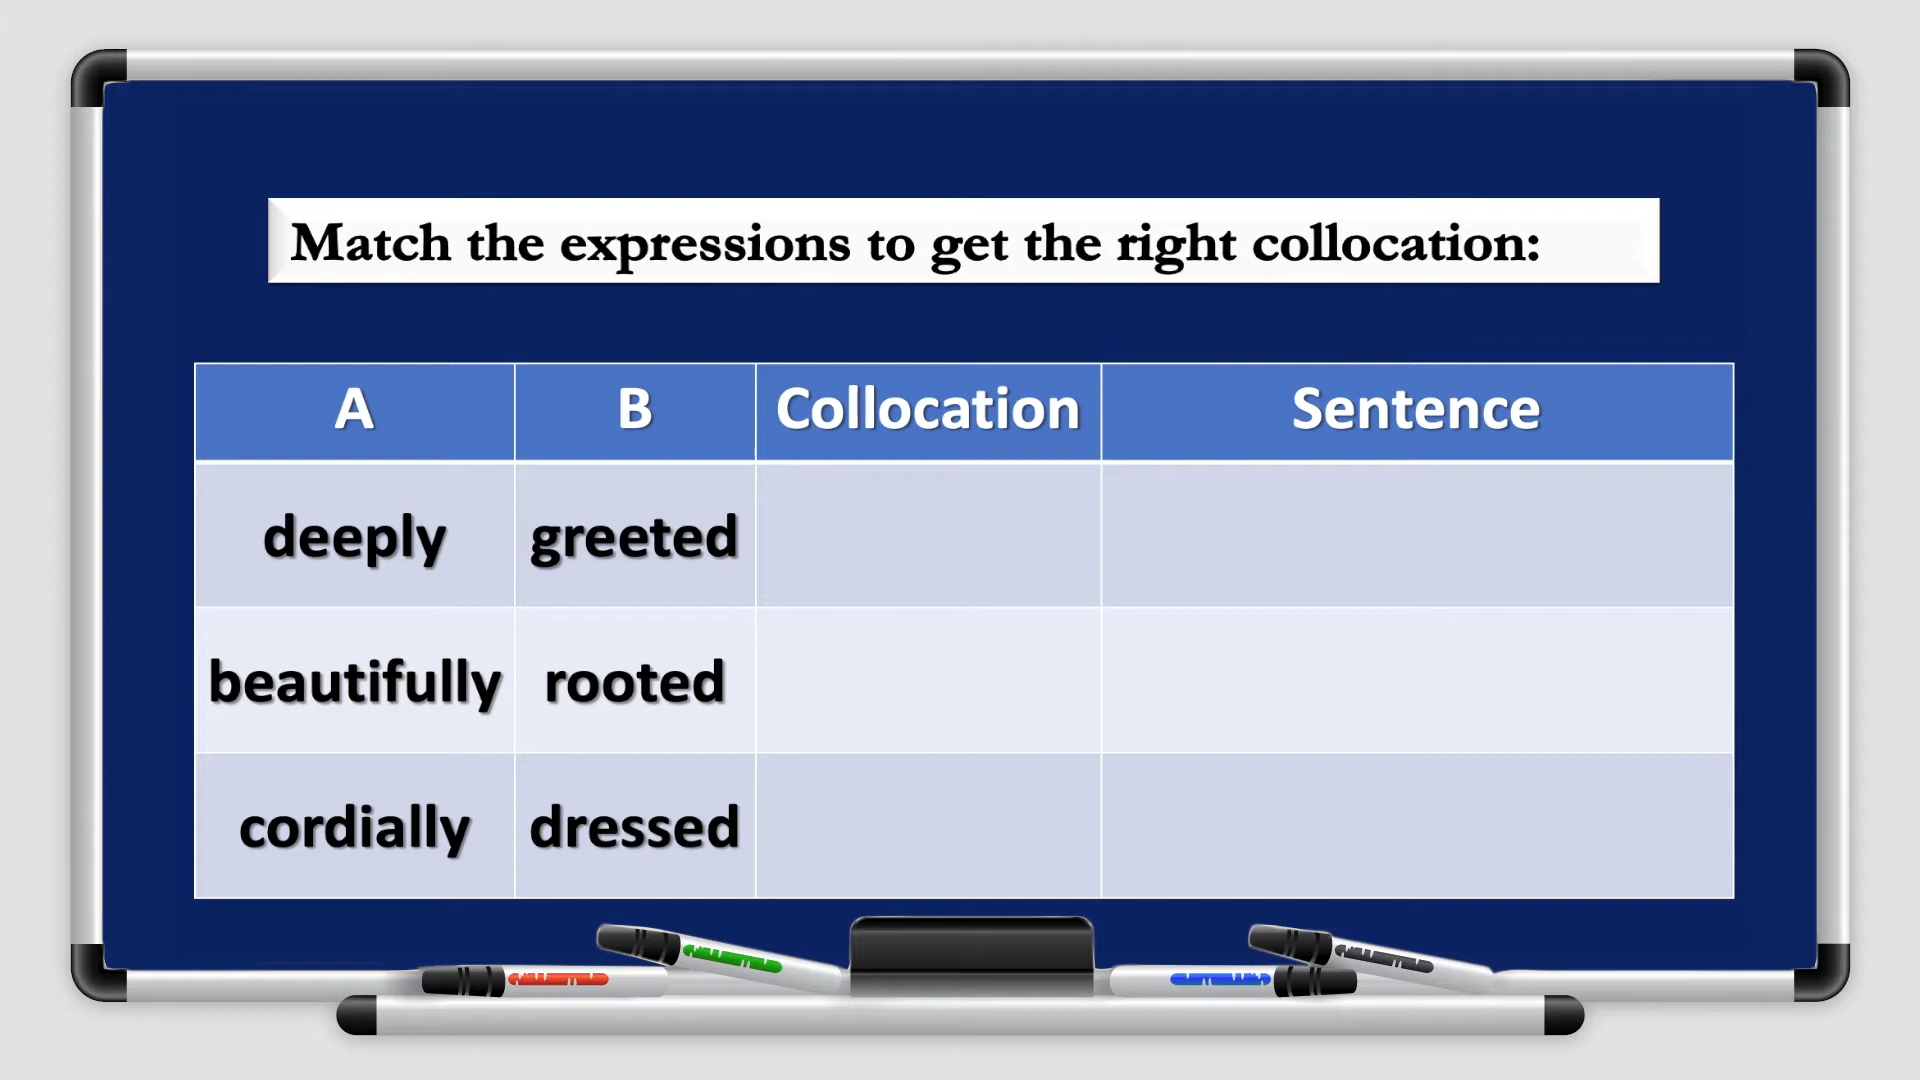 Match the expressions to get the right collocation:
A B Collocation Sentence
deeply greeted
beautifully rooted
cordially dressed